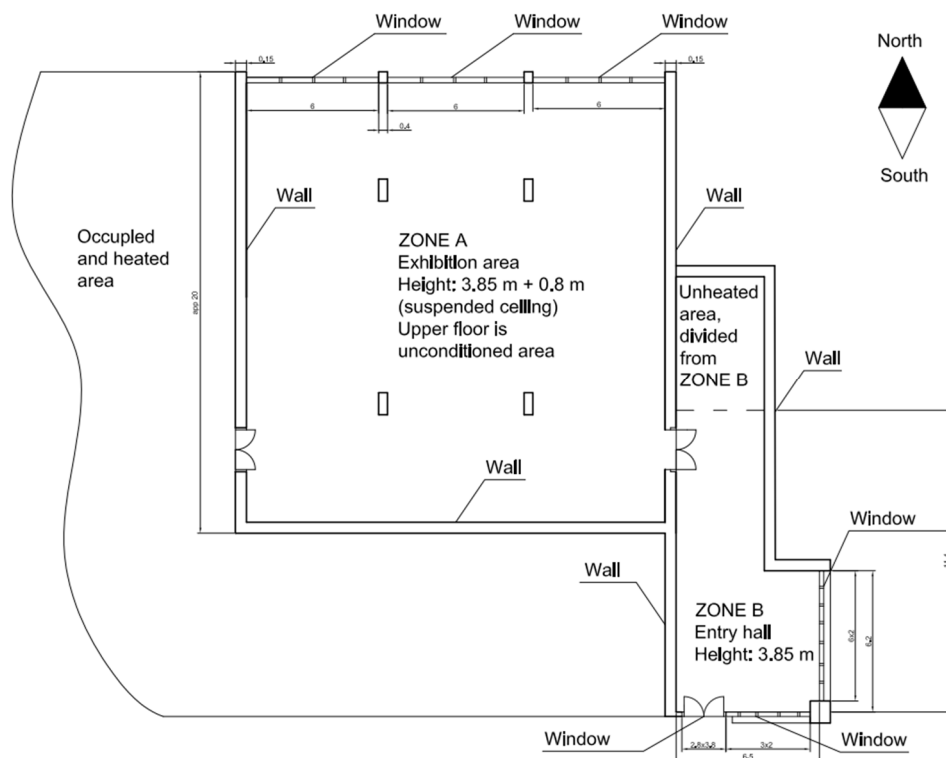 Window
Window
Window
North
0.15
0.15
6
6
6
0.4
South
Wall
Wall
Occupled
and heated
area
ZONE A
Exhibition area
Height: 3.85 m + 0.8 m
(suspended ceiling)
Upper floor is
unconditioned area
Unheated
area,
divided
from
ZONE B
app 20
Wall
Wall
Window
Wall
ZONE B
Entry hall
Height: 3.85 m
6x2
6.2
2.8x3.8
3x2
6.5
Window
Window